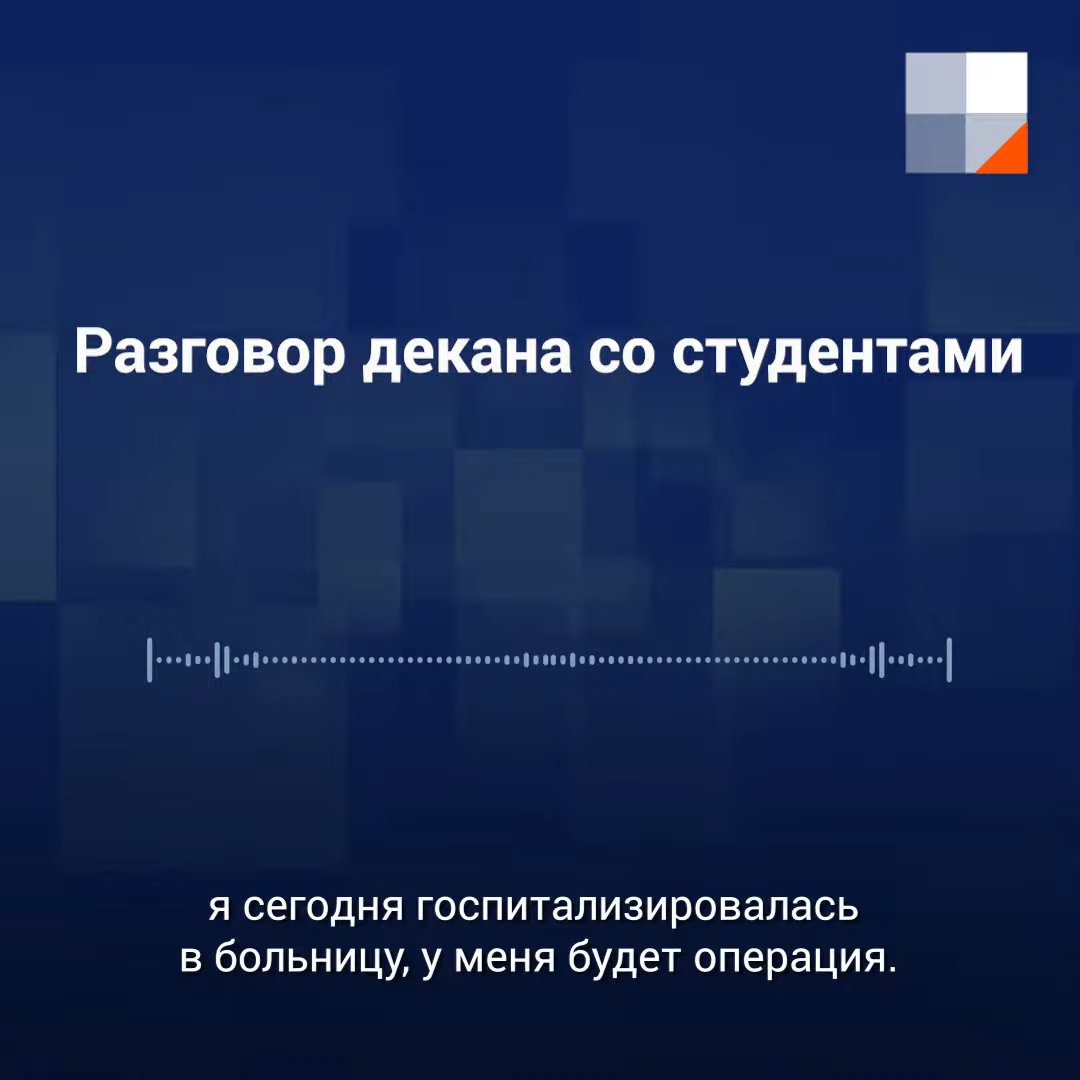 Разговор декана со студентами
я сегодня госпитализировалась
в больницу, у меня будет операция.